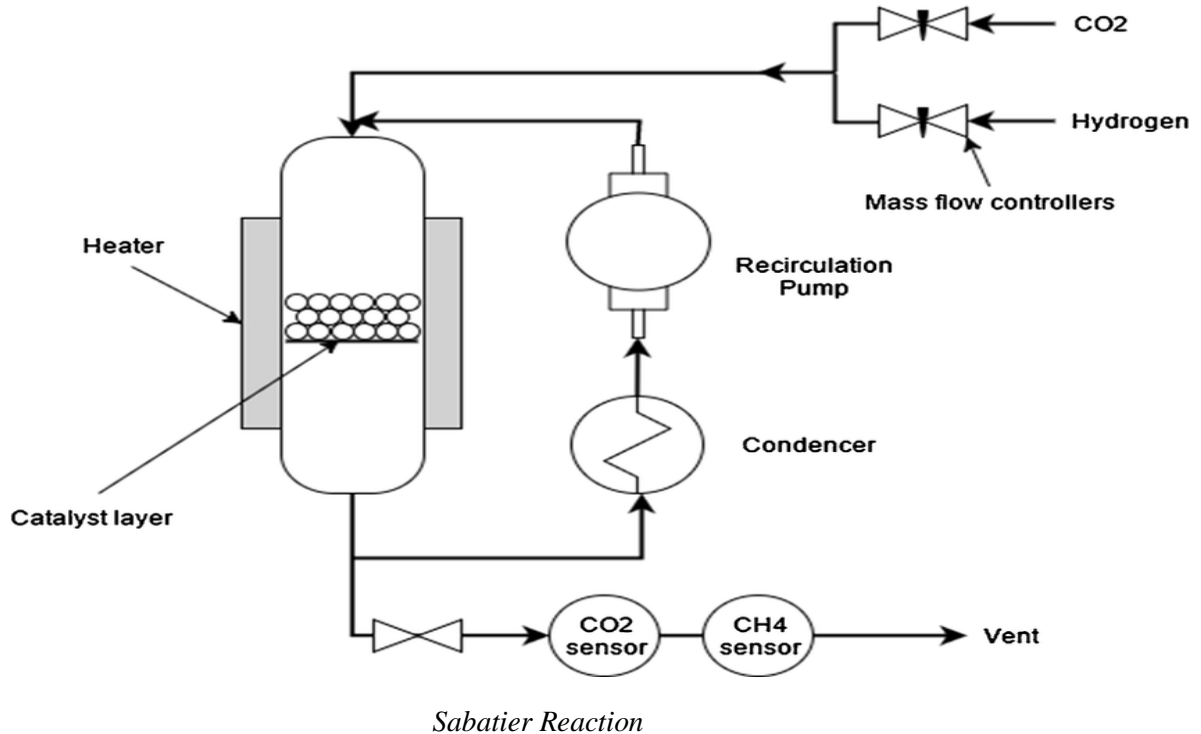 CO2
Hydrogen
Mass flow controllers
Heater
Recirculation
Pump
Condencer
Catalyst layer
CO2
sensor
CH4
sensor
Vent
Sabatier Reaction